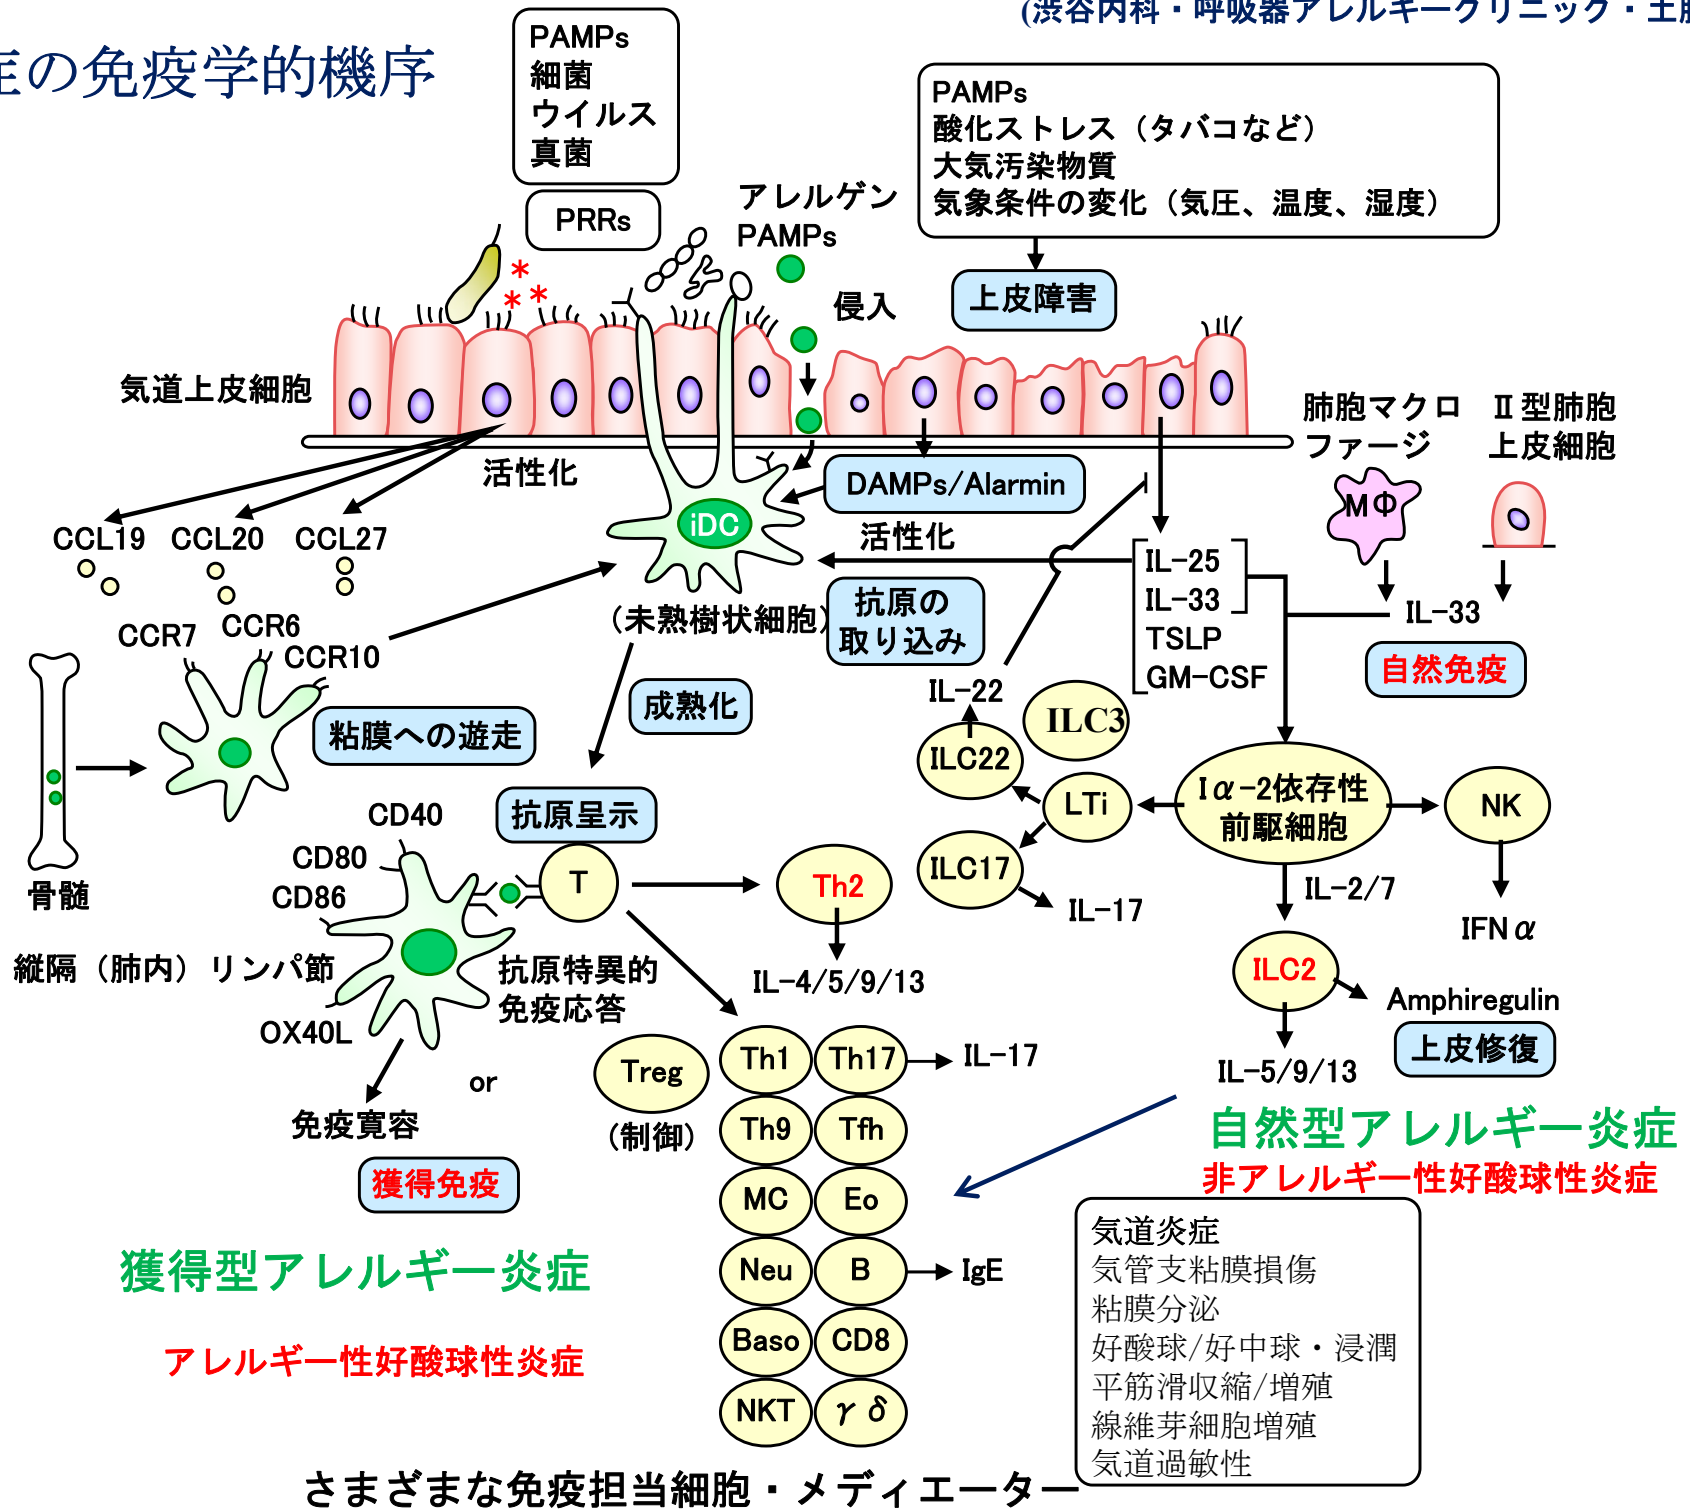 (渋谷内科・呼吸器アレルギークリニック・土肥
症の免疫学的機序
PAMPs
細菌
ウイルス
真菌
PRRs
アレルゲン
PAMPs
侵入
PAMPs
酸化ストレス（タバコなど）
大気汚染物質
気象条件の変化（気圧、温度、湿度）
上皮障害
気道上皮細胞
活性化
CCL19
CCL20
CCL27
CCR7
CCR6
CCR10
iDC
(未熟樹状細胞)
DAMPs/Alarmin
活性化
抗原の
取り込み
IL-25
IL-33
TSLP
GM-CSF
肺胞マクロ
ファージ
MΦ
Ⅱ型肺胞
上皮細胞
IL-33
自然免疫
骨髄
粘膜への遊走
成熟化
抗原呈示
IL-22
ILC3
ILC22
LTi
ILC17
IL-17
Iα-2依存性
前駆細胞
NK
IFNα
IL-2/7
ILC2
Amphiregulin
上皮修復
IL-5/9/13
CD40
CD80
CD86
OX40L
縦隔（肺内）リンパ節
T
Th2
IL-4/5/9/13
抗原特異的
免疫応答
or
免疫寛容
獲得免疫
Treg
(制御)
Th1
Th17
IL-17
Th9
Tfh
MC
Eo
Neu
B
IgE
Baso
CD8
NKT
γδ
獲得型アレルギー炎症
アレルギー性好酸球性炎症
自然型アレルギー炎症
非アレルギー性好酸球性炎症
気道炎症
気管支粘膜損傷
粘膜分泌
好酸球/好中球・浸潤
平筋滑収縮/増殖
線維芽細胞増殖
気道過敏性
さまざまな免疫担当細胞・メディエーター